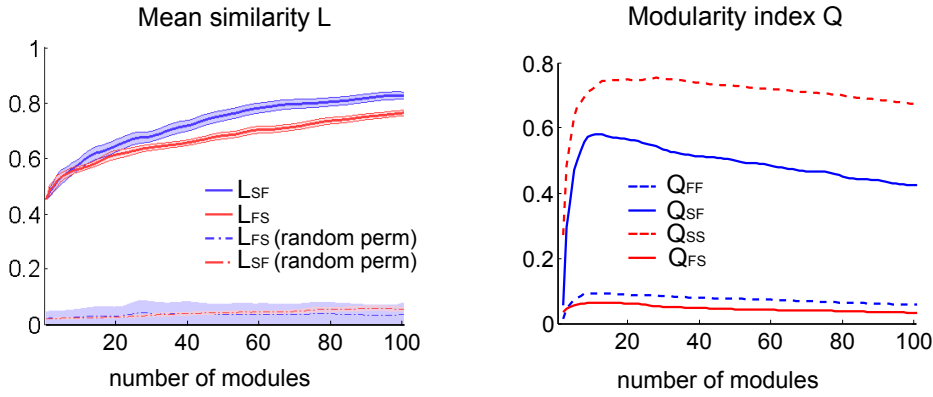 Mean similarity L
1
0.8
0.6
0.4
0.2
0
20
40
60
80
100
number of modules
LSF
LFS
LFS (random perm)
LSF (random perm)
Modularity index Q
0.8
0.6
0.4
0.2
0
20
40
60
80
100
number of modules
QFF
QSF
QSS
QFS